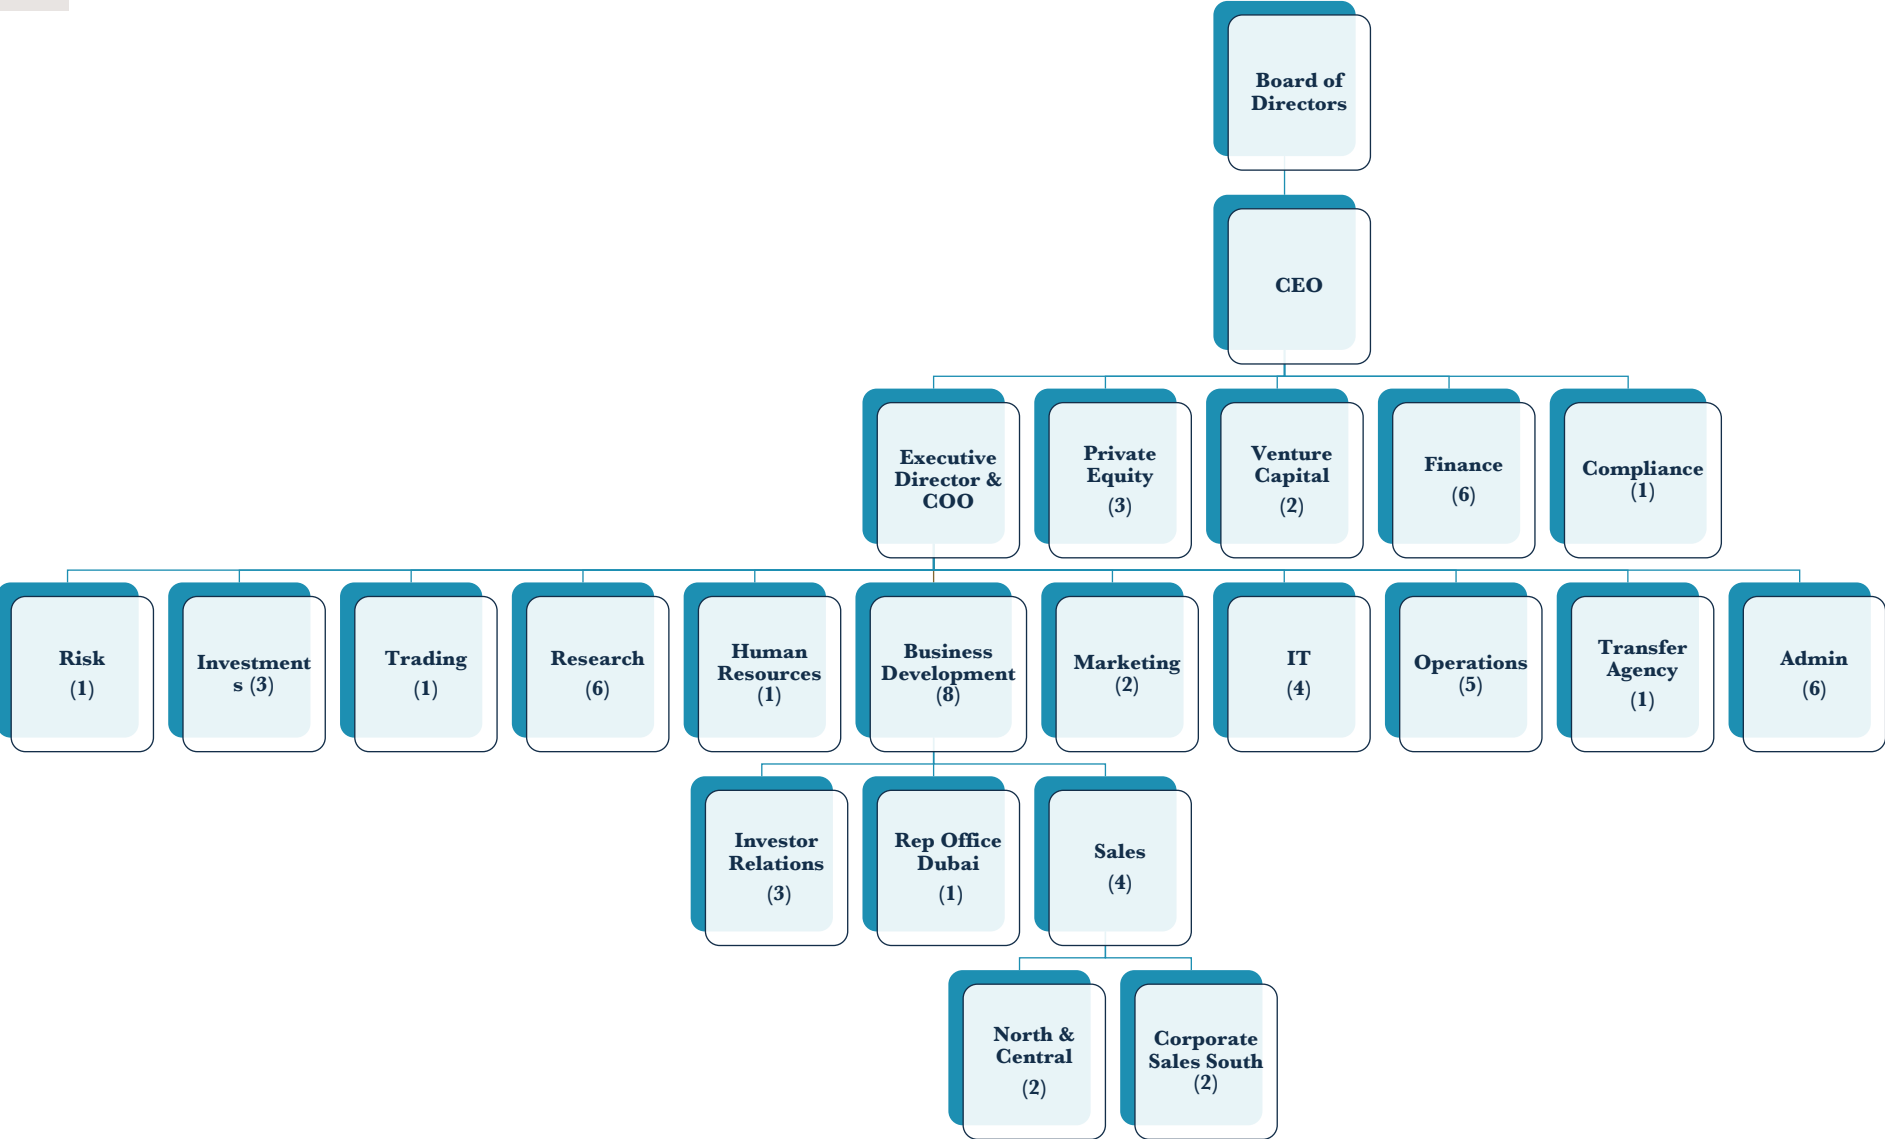 Board of
Directors
CEO
Executive
Director &
COO
Private
Equity
(3)
Venture
Capital
(2)
Finance
(6)
Compliance
(1)
Risk
(1)
Investment
s (3)
Trading
(1)
Research
(6)
Human
Resources
(1)
Business
Development
(8)
Marketing
(2)
IT
(4)
Operations
(5)
Transfer
Agency
(1)
Admin
(6)
Investor
Relations
(3)
Rep Office
Dubai
(1)
Sales
(4)
North &
Central
(2)
Corporate
Sales South
(2)